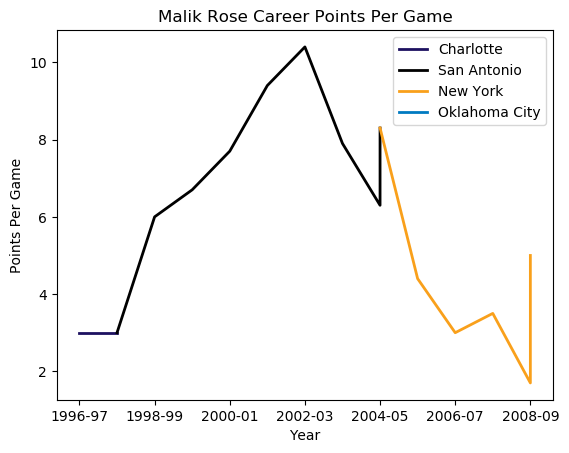 Malik Rose Career Points Per Game
Charlotte
San Antonio
New York
Oklahoma City
Points Per Game
10
8
6
4
2
1996-97 1998-99 2000-01 2002-03 2004-05 2006-07 2008-09
Year